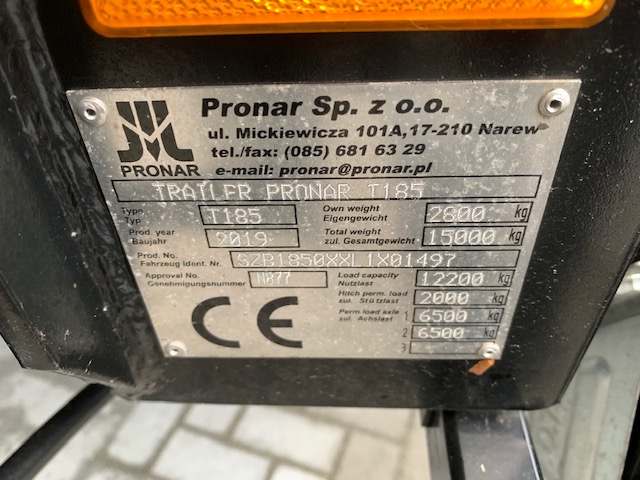 PRONAR
Pronar Sp. z o.o.
ul. Mickiewicza 101A,17-210 Narew
tel./fax: (085) 681 63 29
e-mail: pronar@pronar.pl
TRAILER PRONAR T185
Type
Typ T185
Prod. year
Baujahr 2019
Prod. No.
Fahrzeug Ident. Nr. SZB1850XXL1X01497
Approval No.
Genehmigungsnummer N077
CE
Own weight
Eigengewicht 2800 kg
Total weight
zul. Gesamtgewicht 15000 kg
Load capacity
Nutzlast 12200 kg
Hitch perm. load
zul. Stützlast 2000 kg
Perm. load axle
zul. Achslast 1 6500 kg
2 6500 kg
3